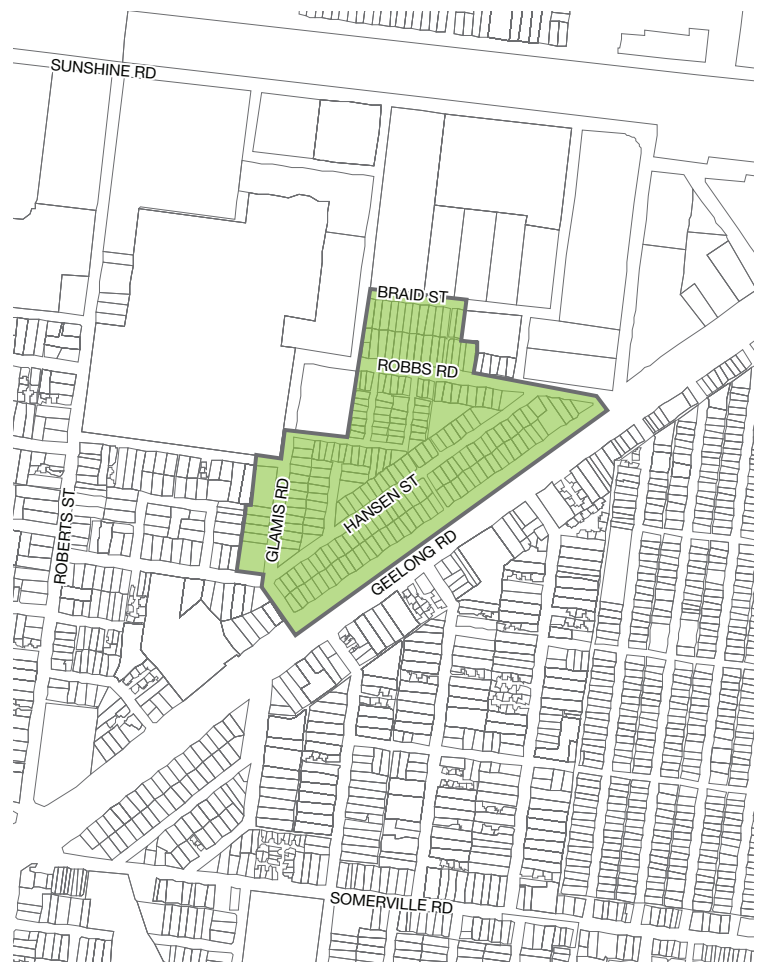 SUNSHINE RD
BRAID ST
ROBBS RD
HANSEN ST
GLAMIS RD
ROBERTS ST
GEELONG RD
SOMERVILLE RD